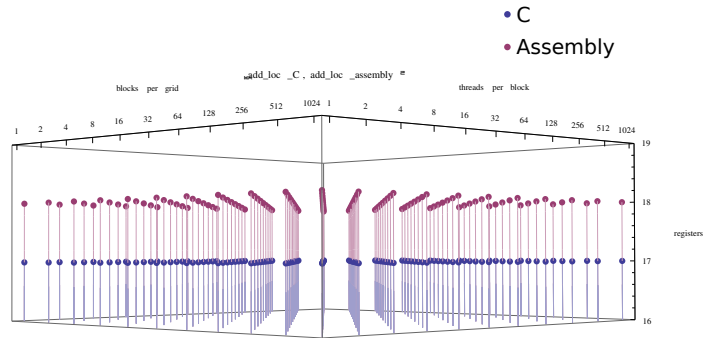 C
Assembly
add_loc _C , add_loc _assembly
blocks per grid
threads per block
1 2 4 8 16 32 64 128 256 512 1024
1 2 4 8 16 32 64 128 256 512 1024
19
18
registers
17
16